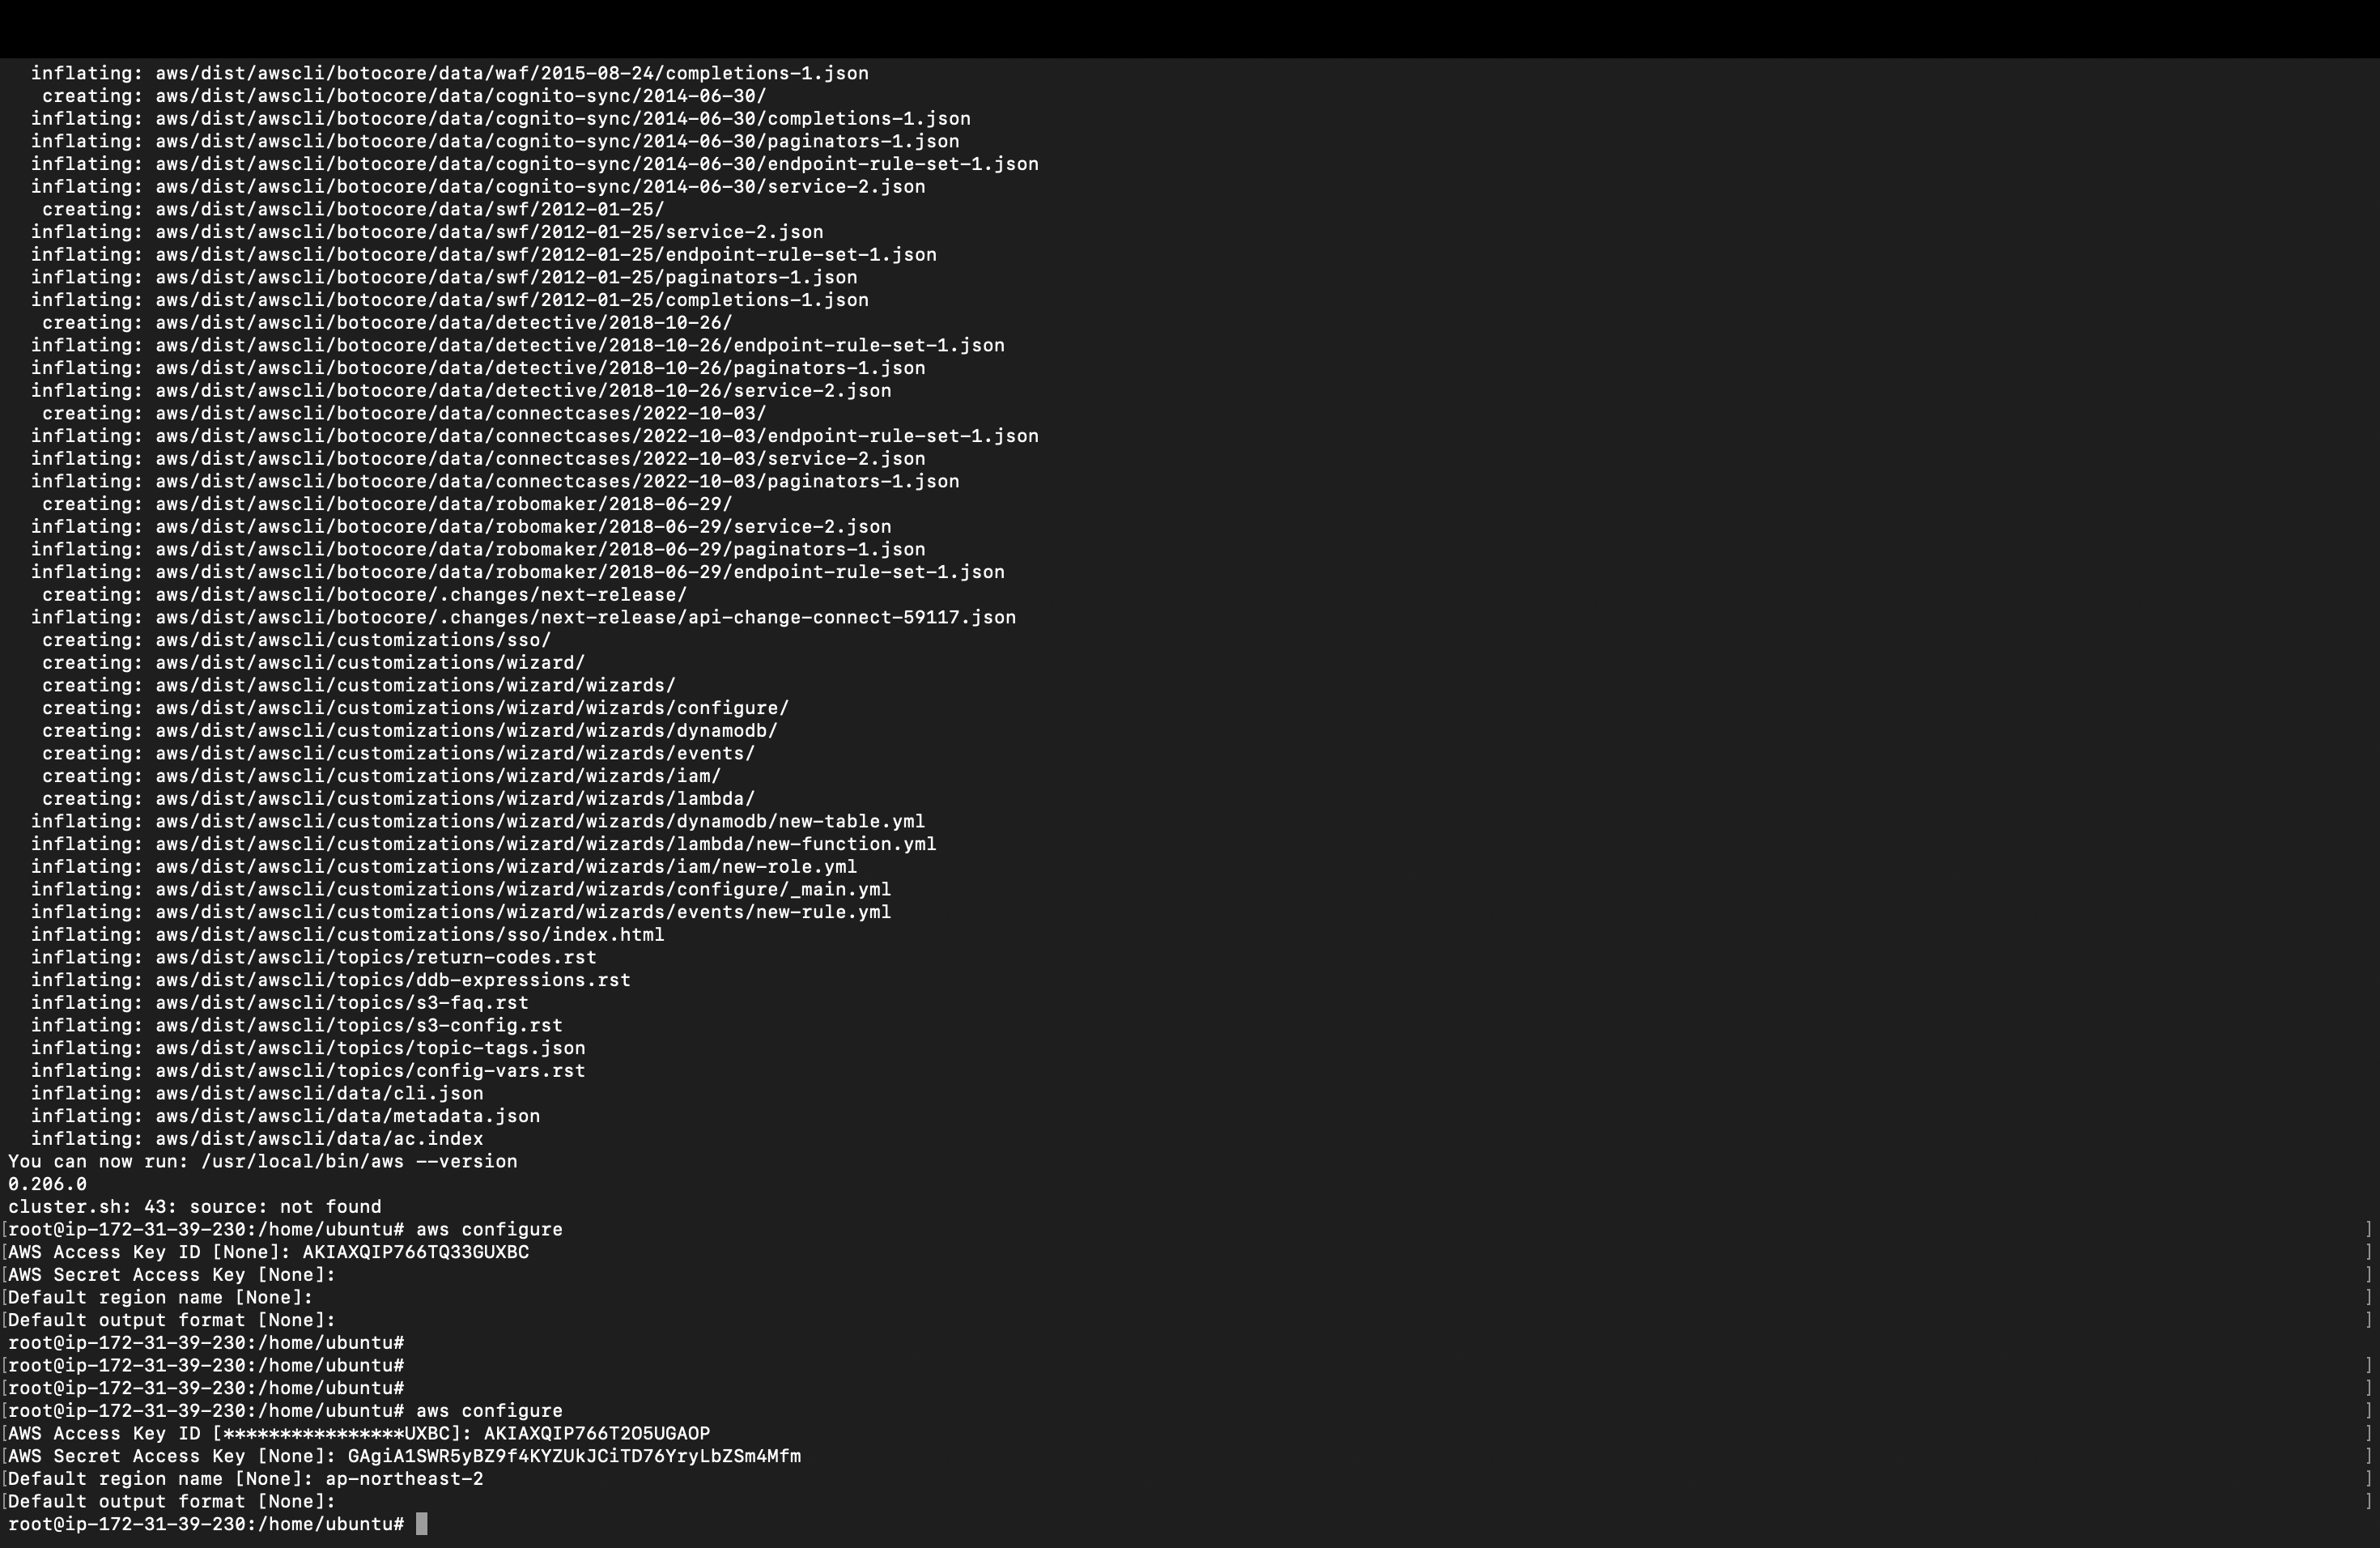 inflating: aws/dist/awscli/botocore/data/waf/2015-08-24/completions-1.json
creating: aws/dist/awscli/botocore/data/cognito-sync/2014-06-30/
inflating: aws/dist/awscli/botocore/data/cognito-sync/2014-06-30/completions-1.json
inflating: aws/dist/awscli/botocore/data/cognito-sync/2014-06-30/paginators-1.json
inflating: aws/dist/awscli/botocore/data/cognito-sync/2014-06-30/endpoint-rule-set-1.json
inflating: aws/dist/awscli/botocore/data/cognito-sync/2014-06-30/service-2.json
creating: aws/dist/awscli/botocore/data/swf/2012-01-25/
inflating: aws/dist/awscli/botocore/data/swf/2012-01-25/service-2.json
inflating: aws/dist/awscli/botocore/data/swf/2012-01-25/endpoint-rule-set-1.json
inflating: aws/dist/awscli/botocore/data/swf/2012-01-25/paginators-1.json
inflating: aws/dist/awscli/botocore/data/swf/2012-01-25/completions-1.json
creating: aws/dist/awscli/botocore/data/detective/2018-10-26/
inflating: aws/dist/awscli/botocore/data/detective/2018-10-26/endpoint-rule-set-1.json
inflating: aws/dist/awscli/botocore/data/detective/2018-10-26/paginators-1.json
inflating: aws/dist/awscli/botocore/data/detective/2018-10-26/service-2.json
creating: aws/dist/awscli/botocore/data/connectcases/2022-10-03/
inflating: aws/dist/awscli/botocore/data/connectcases/2022-10-03/endpoint-rule-set-1.json
inflating: aws/dist/awscli/botocore/data/connectcases/2022-10-03/service-2.json
inflating: aws/dist/awscli/botocore/data/connectcases/2022-10-03/paginators-1.json
creating: aws/dist/awscli/botocore/data/robomaker/2018-06-29/
inflating: aws/dist/awscli/botocore/data/robomaker/2018-06-29/service-2.json
inflating: aws/dist/awscli/botocore/data/robomaker/2018-06-29/paginators-1.json
inflating: aws/dist/awscli/botocore/data/robomaker/2018-06-29/endpoint-rule-set-1.json
creating: aws/dist/awscli/botocore/.changes/next-release/
inflating: aws/dist/awscli/botocore/.changes/next-release/api-change-connect-59117.json
creating: aws/dist/awscli/customizations/sso/
creating: aws/dist/awscli/customizations/wizard/
creating: aws/dist/awscli/customizations/wizard/wizards/
creating: aws/dist/awscli/customizations/wizard/wizards/configure/
creating: aws/dist/awscli/customizations/wizard/wizards/dynamodb/
creating: aws/dist/awscli/customizations/wizard/wizards/events/
creating: aws/dist/awscli/customizations/wizard/wizards/iam/
creating: aws/dist/awscli/customizations/wizard/wizards/lambda/
inflating: aws/dist/awscli/customizations/wizard/wizards/dynamodb/new-table.yml
inflating: aws/dist/awscli/customizations/wizard/wizards/lambda/new-function.yml
inflating: aws/dist/awscli/customizations/wizard/wizards/iam/new-role.yml
inflating: aws/dist/awscli/customizations/wizard/wizards/configure/_main.yml
inflating: aws/dist/awscli/customizations/wizard/wizards/events/new-rule.yml
inflating: aws/dist/awscli/customizations/sso/index.html
inflating: aws/dist/awscli/topics/return-codes.rst
inflating: aws/dist/awscli/topics/ddb-expressions.rst
inflating: aws/dist/awscli/topics/s3-faq.rst
inflating: aws/dist/awscli/topics/s3-config.rst
inflating: aws/dist/awscli/topics/topic-tags.json
inflating: aws/dist/awscli/topics/config-vars.rst
inflating: aws/dist/awscli/data/cli.json
inflating: aws/dist/awscli/data/metadata.json
inflating: aws/dist/awscli/data/ac.index
You can now run: /usr/local/bin/aws --version
0.206.0
cluster.sh: 43: source: not found
[root@ip-172-31-39-230:/home/ubuntu# aws configure ]
[AWS Access Key ID [None]: AKIAXQIP766TQ33GUXBC ]
[AWS Secret Access Key [None]: ]
[Default region name [None]: ]
[Default output format [None]: ]
root@ip-172-31-39-230:/home/ubuntu#
[root@ip-172-31-39-230:/home/ubuntu# ]
[root@ip-172-31-39-230:/home/ubuntu# ]
[root@ip-172-31-39-230:/home/ubuntu# aws configure ]
[AWS Access Key ID [****************UXBC]: AKIAXQIP766T2O5UGAOP ]
[AWS Secret Access Key [None]: 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 ]
[Default region name [None]: ap-northeast-2 ]
[Default output format [None]: ]
root@ip-172-31-39-230:/home/ubuntu#